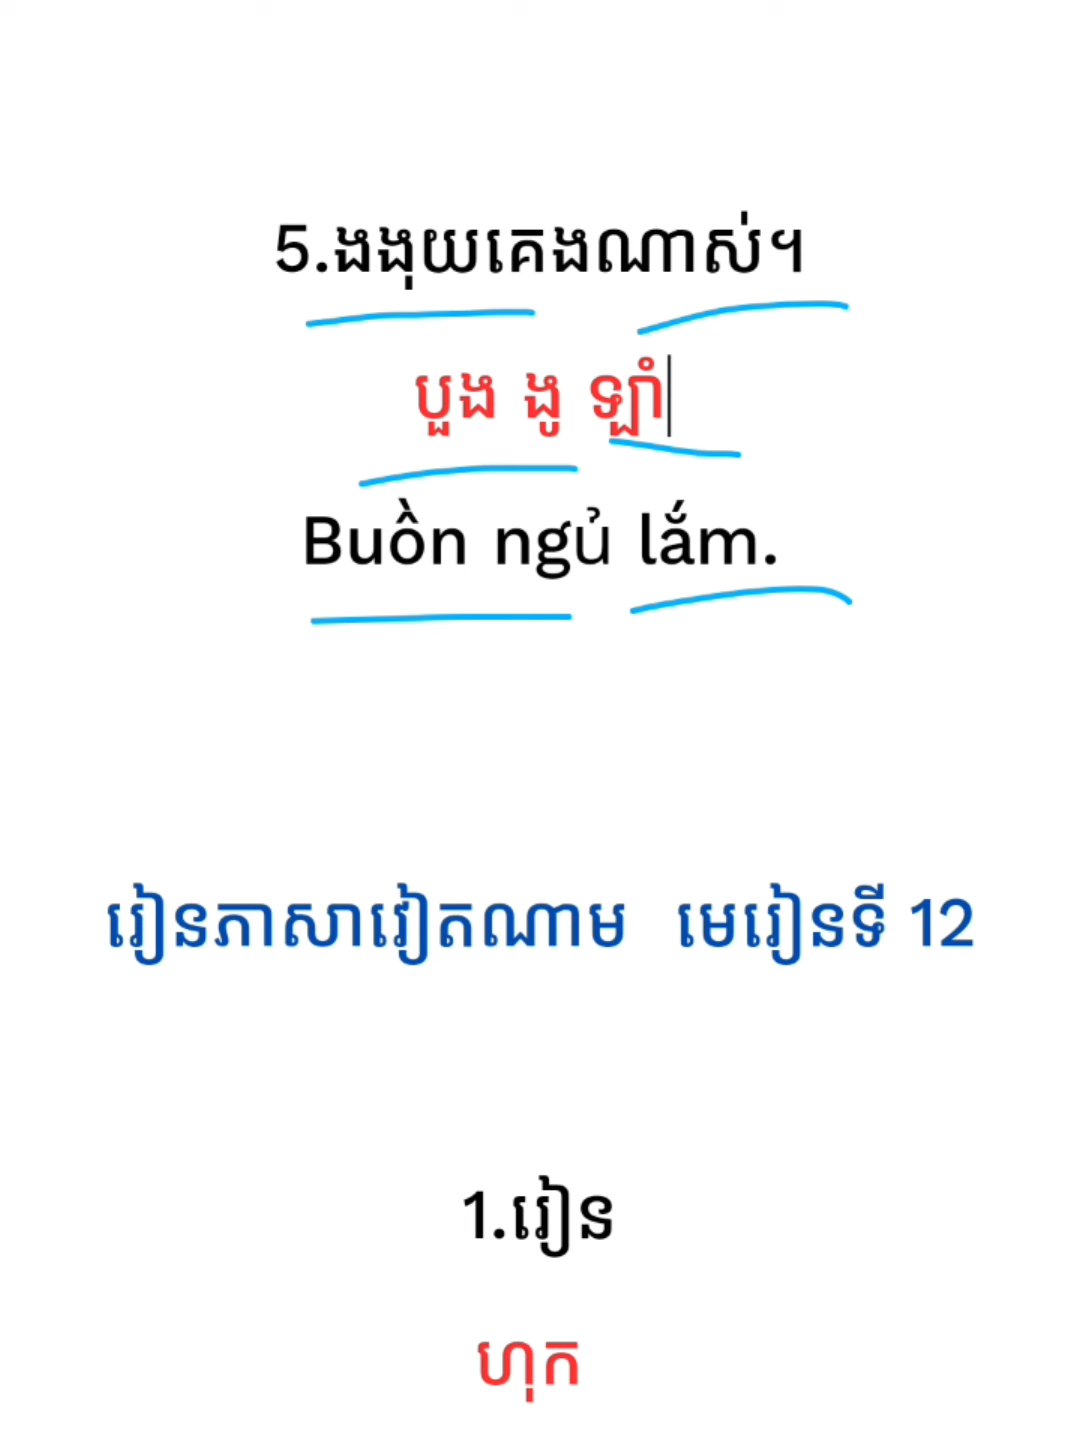 5.ងងុយគេងណាស់។
បួង ងូ ឡាំ
Buồn ngủ lắm.
រៀនភាសាវៀតណាម មេរៀនទី 12
1.រៀន
ហុក